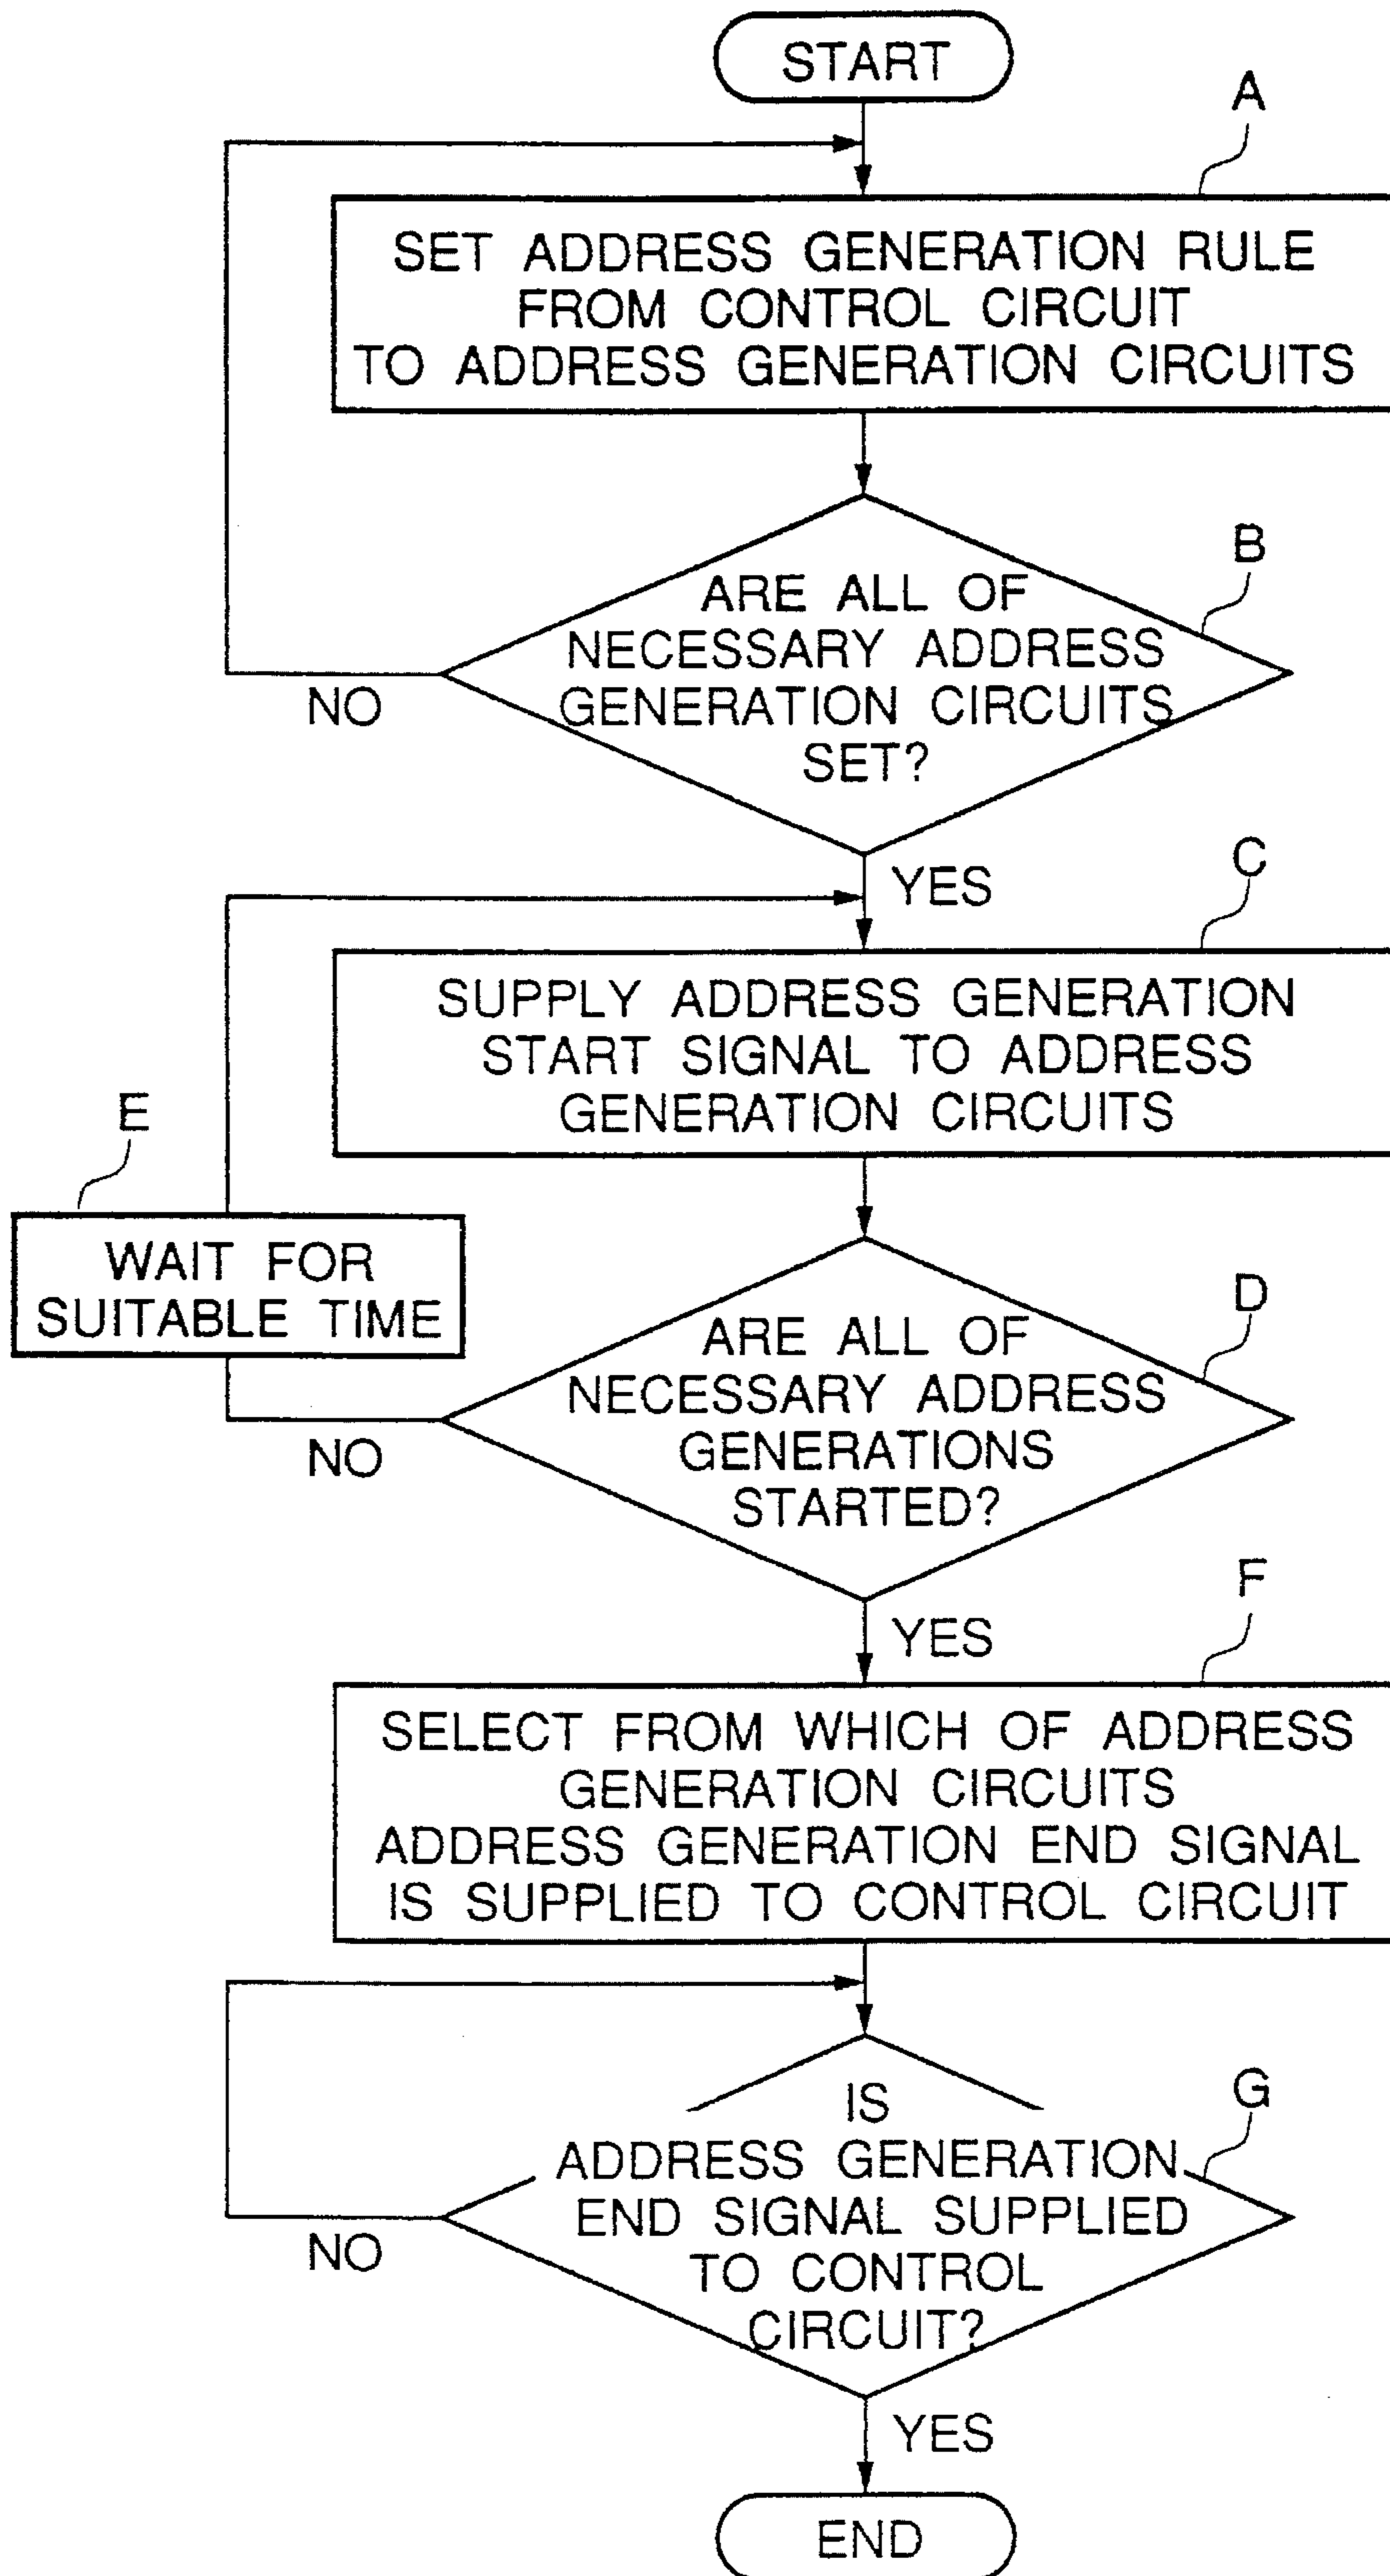 START
A
SET ADDRESS GENERATION RULE
FROM CONTROL CIRCUIT
TO ADDRESS GENERATION CIRCUITS
B
ARE ALL OF
NECESSARY ADDRESS
GENERATION CIRCUITS
SET?
NO
YES
C
SUPPLY ADDRESS GENERATION
START SIGNAL TO ADDRESS
GENERATION CIRCUITS
E
WAIT FOR
SUITABLE TIME
D
ARE ALL OF
NECESSARY ADDRESS
GENERATIONS
STARTED?
NO
YES
F
SELECT FROM WHICH OF ADDRESS
GENERATION CIRCUITS
ADDRESS GENERATION END SIGNAL
IS SUPPLIED TO CONTROL CIRCUIT
G
IS
ADDRESS GENERATION
END SIGNAL SUPPLIED
TO CONTROL
CIRCUIT?
NO
YES
END